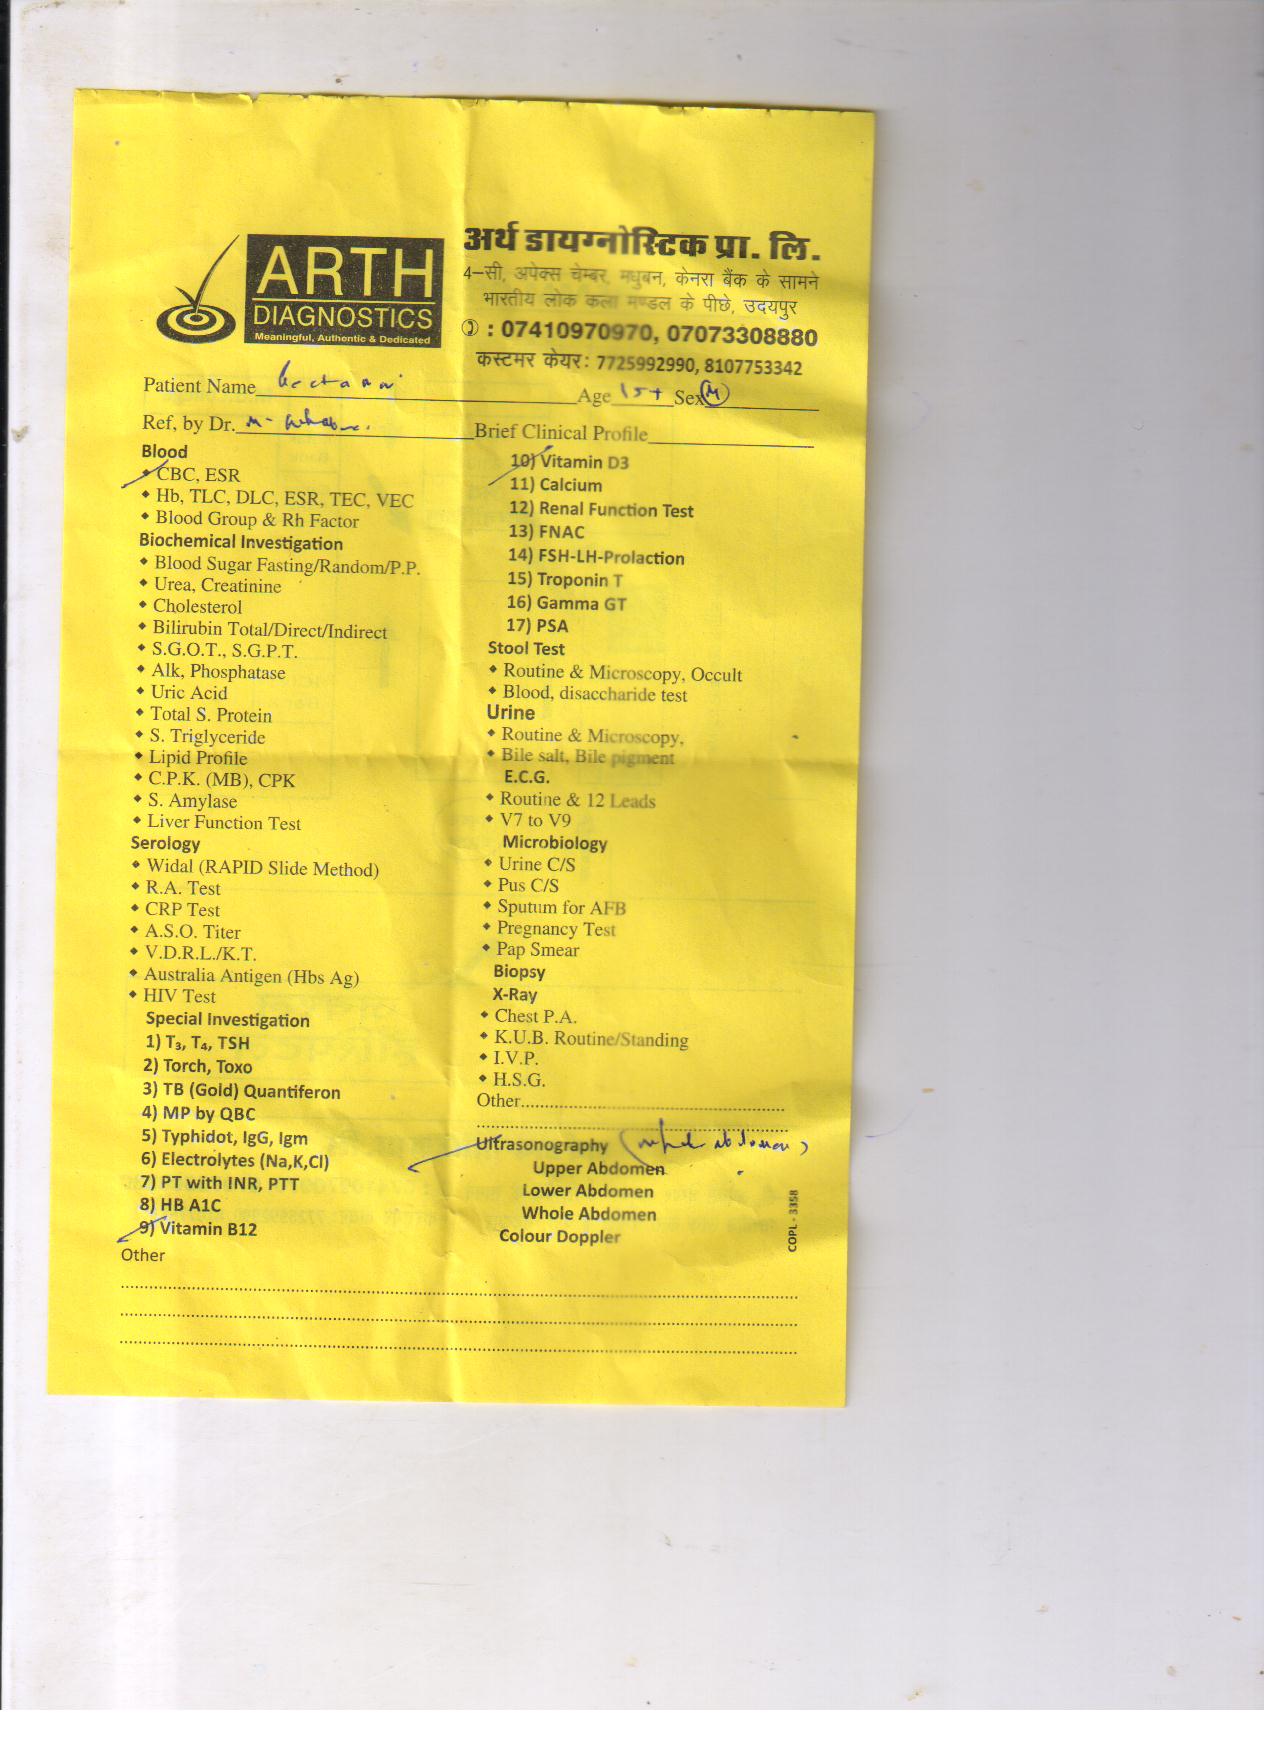 ARTH
DIAGNOSTICS
Meaningful, Authentic & Dedicated
अर्थ डायग्नोस्टिक प्रा. लि.
4–सी, अपेक्स चेम्बर, मधुबन, केनरा बैंक के सामने
भारतीय लोक कला मण्डल के पीछे, उदयपुर
: 07410970970, 07073308880
कस्टमर केयर: 7725992990, 8107753342
Patient Name Age Sex M
Ref, by Dr. Brief Clinical Profile
Blood
CBC, ESR
Hb, TLC, DLC, ESR, TEC, VEC
Blood Group & Rh Factor
Biochemical Investigation
Blood Sugar Fasting/Random/P.P.
Urea, Creatinine
Cholesterol
Bilirubin Total/Direct/Indirect
S.G.O.T., S.G.P.T.
Alk, Phosphatase
Uric Acid
Total S. Protein
S. Triglyceride
Lipid Profile
C.P.K. (MB), CPK
S. Amylase
Liver Function Test
Serology
Widal (RAPID Slide Method)
R.A. Test
CRP Test
A.S.O. Titer
V.D.R.L./K.T.
Australia Antigen (Hbs Ag)
HIV Test
Special Investigation
1) T₃, T₄, TSH
2) Torch, Toxo
3) TB (Gold) Quantiferon
4) MP by QBC
5) Typhidot, IgG, Igm
6) Electrolytes (Na,K,Cl)
7) PT with INR, PTT
8) HB A1C
9) Vitamin B12
Other
10) Vitamin D3
11) Calcium
12) Renal Function Test
13) FNAC
14) FSH-LH-Prolaction
15) Troponin T
16) Gamma GT
17) PSA
Stool Test
Routine & Microscopy, Occult
Blood, disaccharide test
Urine
Routine & Microscopy,
Bile salt, Bile pigment
E.C.G.
Routine & 12 Leads
V7 to V9
Microbiology
Urine C/S
Pus C/S
Sputum for AFB
Pregnancy Test
Pap Smear
Biopsy
X-Ray
Chest P.A.
K.U.B. Routine/Standing
I.V.P.
H.S.G.
Other
Ultrasonography (whole abdomen)
Upper Abdomen
Lower Abdomen
Whole Abdomen
Colour Doppler
COPL - 3358